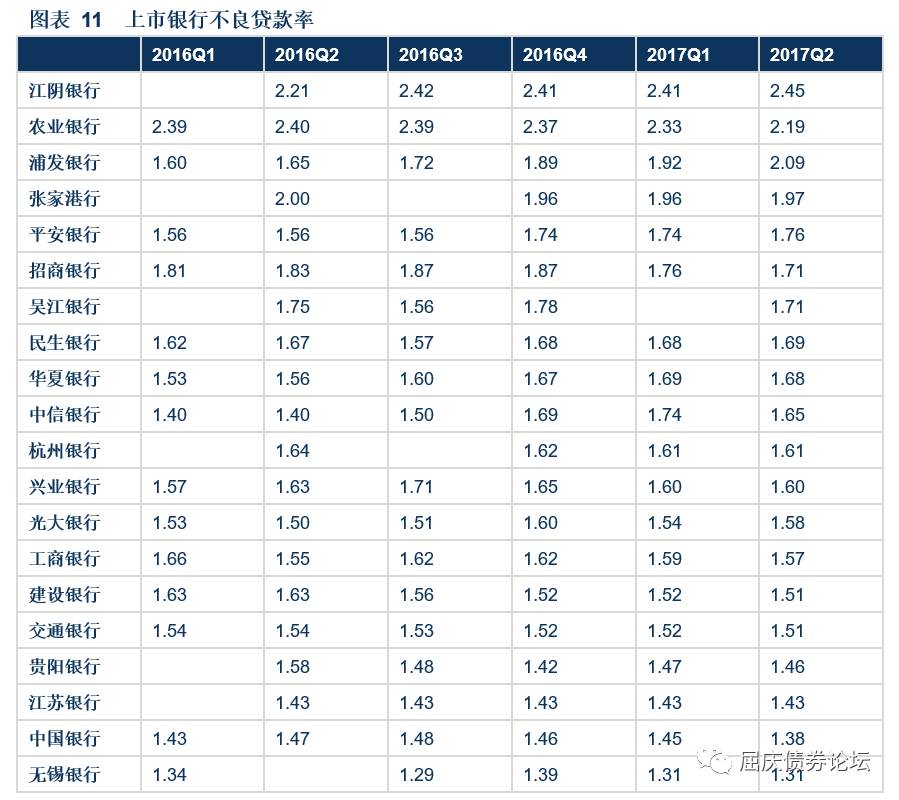 图表 11 上市银行不良贷款率
2016Q1 2016Q2 2016Q3 2016Q4 2017Q1 2017Q2
江阴银行 2.21 2.42 2.41 2.41 2.45
农业银行 2.39 2.40 2.39 2.37 2.33 2.19
浦发银行 1.60 1.65 1.72 1.89 1.92 2.09
张家港行 2.00 1.96 1.96 1.97
平安银行 1.56 1.56 1.56 1.74 1.74 1.76
招商银行 1.81 1.83 1.87 1.87 1.76 1.71
吴江银行 1.75 1.56 1.78 1.71
民生银行 1.62 1.67 1.57 1.68 1.68 1.69
华夏银行 1.53 1.56 1.60 1.67 1.69 1.68
中信银行 1.40 1.40 1.50 1.69 1.74 1.65
杭州银行 1.64 1.62 1.61 1.61
兴业银行 1.57 1.63 1.71 1.65 1.60 1.60
光大银行 1.53 1.50 1.51 1.60 1.54 1.58
工商银行 1.66 1.55 1.62 1.62 1.59 1.57
建设银行 1.63 1.63 1.56 1.52 1.52 1.51
交通银行 1.54 1.54 1.53 1.52 1.52 1.51
贵阳银行 1.58 1.48 1.42 1.47 1.46
江苏银行 1.43 1.43 1.43 1.43 1.43
中国银行 1.43 1.47 1.48 1.46 1.45 1.38
无锡银行 1.34 1.29 1.39 1.31 1.31
屈庆债券论坛